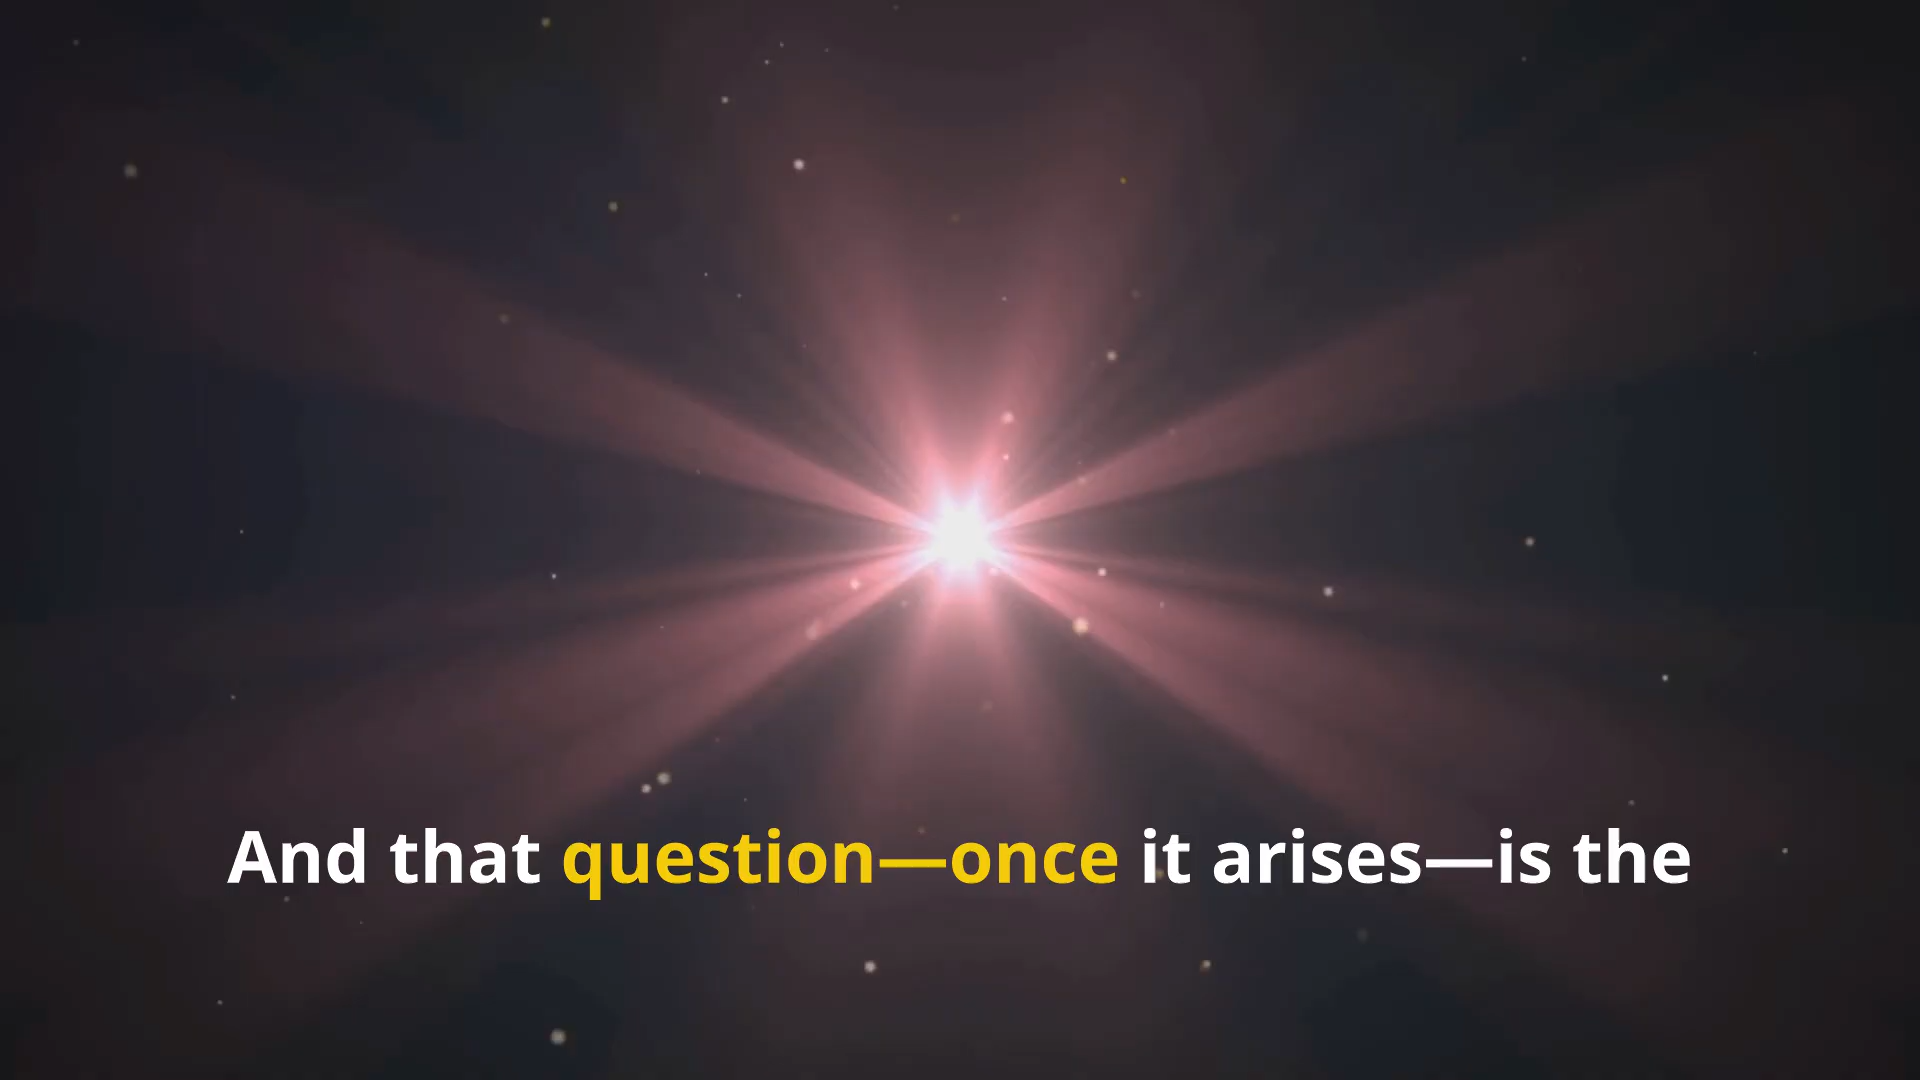 And that question—once it arises—is the